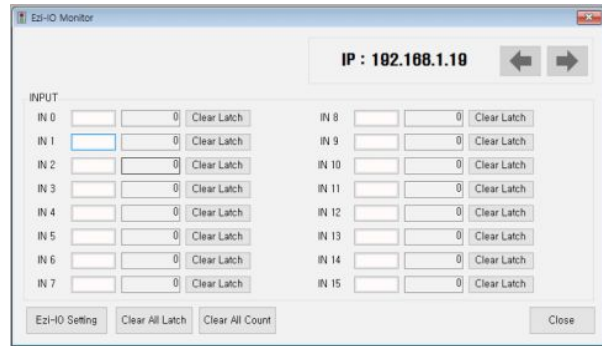 Ezi-IO Monitor
IP : 192.168.1.19
INPUT
IN 0 0 Clear Latch IN 8 0 Clear Latch
IN 1 0 Clear Latch IN 9 0 Clear Latch
IN 2 0 Clear Latch IN 10 0 Clear Latch
IN 3 0 Clear Latch IN 11 0 Clear Latch
IN 4 0 Clear Latch IN 12 0 Clear Latch
IN 5 0 Clear Latch IN 13 0 Clear Latch
IN 6 0 Clear Latch IN 14 0 Clear Latch
IN 7 0 Clear Latch IN 15 0 Clear Latch
Ezi-IO Setting Clear All Latch Clear All Count Close